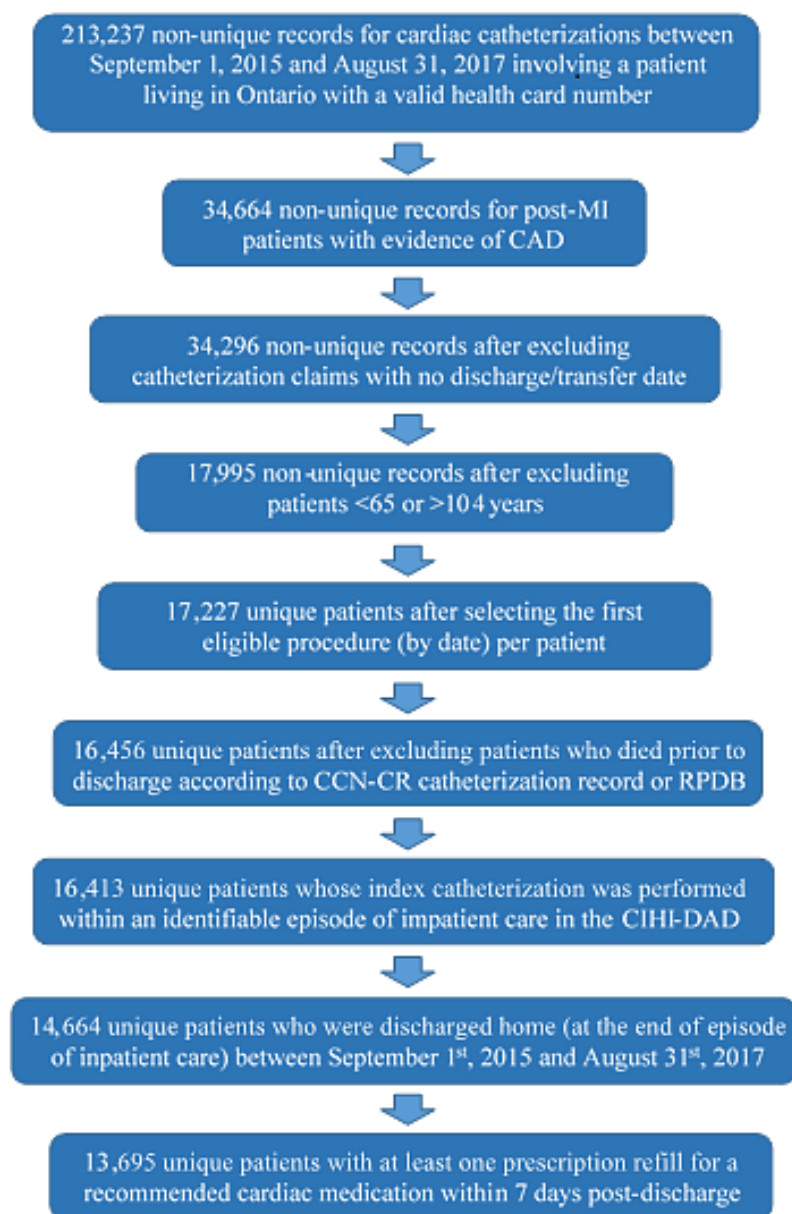 213,237 non-unique records for cardiac catheterizations between
September 1, 2015 and August 31, 2017 involving a patient
living in Ontario with a valid health card number
34,664 non-unique records for post-MI
patients with evidence of CAD
34,296 non-unique records after excluding
catheterization claims with no discharge/transfer date
17,995 non-unique records after excluding
patients <65 or >104 years
17,227 unique patients after selecting the first
eligible procedure (by date) per patient
16,456 unique patients after excluding patients who died prior to
discharge according to CCN-CR catheterization record or RPDB
16,413 unique patients whose index catheterization was performed
within an identifiable episode of impatient care in the CIHI-DAD
14,664 unique patients who were discharged home (at the end of episode
of inpatient care) between September 1st, 2015 and August 31st, 2017
13,695 unique patients with at least one prescription refill for a
recommended cardiac medication within 7 days post-discharge